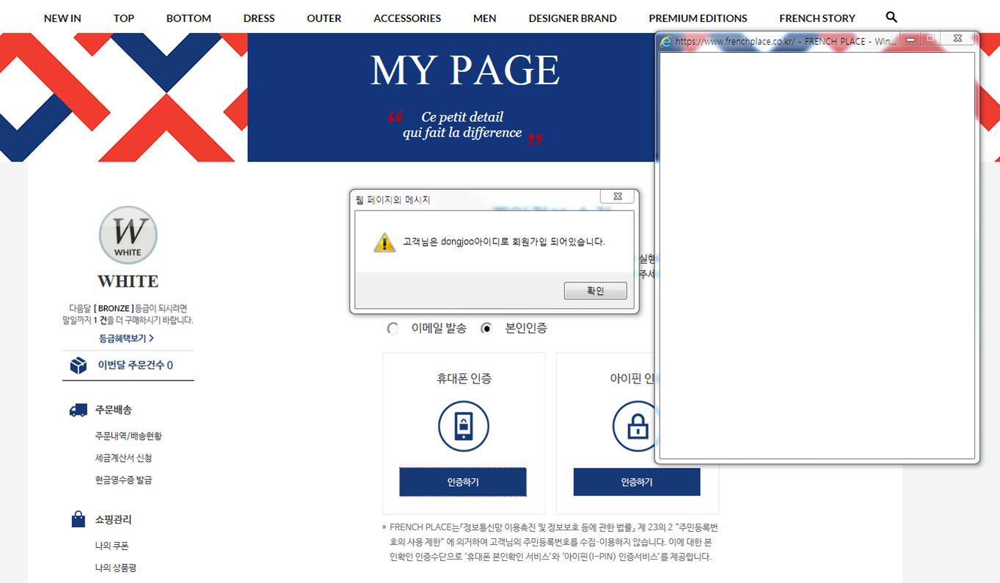 NEW IN TOP BOTTOM DRESS OUTER ACCESSORIES MEN DESIGNER BRAND PREMIUM EDITIONS FRENCH STORY
https://www.frenchplace.co.kr/ - FRENCH PLACE - Win...
MY PAGE
“ Ce petit detail
qui fait la difference ”
웹 페이지의 메시지
고객님은 dongjoo아이디로 회원가입 되어있습니다.
확인
실행
주세
W
WHITE
WHITE
다음달 [ BRONZE ]등급이 되시려면
말일까지 1 건을 더 구매하시기 바랍니다.
등급혜택보기 >
이번달 주문건수 0
주문배송
주문내역/배송현황
세금계산서 신청
현금영수증 발급
쇼핑관리
나의 쿠폰
나의 상품평
이메일 발송 본인인증
휴대폰 인증
인증하기
아이핀 인
인증하기
* FRENCH PLACE는「정보통신망 이용촉진 및 정보보호 등에 관한 법률」 제 23의 2 “주민등록번
호의 사용 제한” 에 의거하여 고객님의 주민등록번호를 수집·이용하지 않습니다. 이에 대한 본
인확인 인증수단으로 ‘휴대폰 본인확인 서비스’와 ‘아이핀(I-PIN) 인증서비스’를 제공합니다.